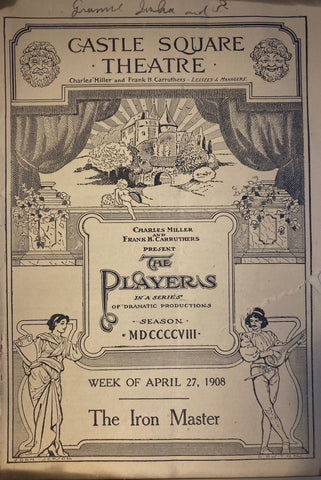 and
CASTLE SQUARE
THEATRE
Charles Miller and Frank H. Carruthers - LESSEES & MANAGERS
CHARLES MILLER
AND
FRANK H. CARRUTHERS
PRESENT
THE
PLAYERS
IN A SERIES
OF DRAMATIC PRODUCTIONS
SEASON
MDCCCCVIII
WEEK OF APRIL 27, 1908
The Iron Master